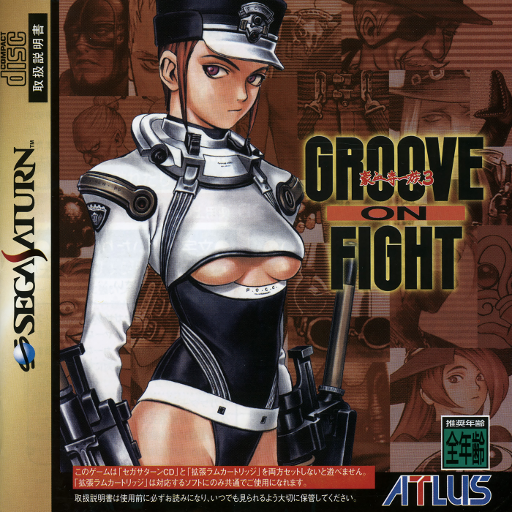 COMPACT
disc
取扱説明書
SEGA SATURN™
GROOVE
豪血寺一族3
ON
FIGHT
P.O.C.C.
推奨年齢
全年齢
このゲームは「セガサターンCD」と「拡張ラムカートリッジ」を両方セットしないと遊べません。
「拡張ラムカートリッジ」は対応するソフトにのみ共通でご使用になれます。
取扱説明書は使用前に必ずお読みになり、いつでも見られるよう大切に保管してください。
ATLUS